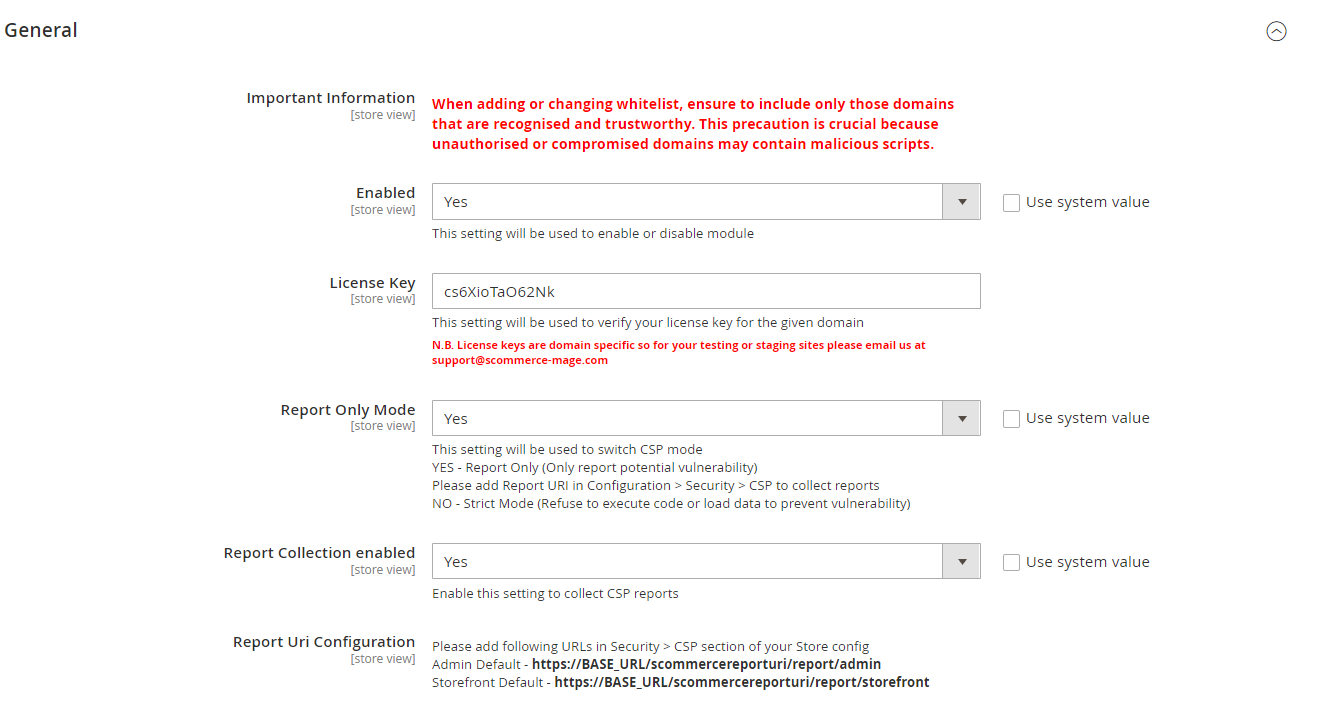 General
Important Information
[store view]
When adding or changing whitelist, ensure to include only those domains
that are recognised and trustworthy. This precaution is crucial because
unauthorised or compromised domains may contain malicious scripts.
Enabled
[store view]
Yes
Use system value
This setting will be used to enable or disable module
License Key
[store view]
cs6XioTaO62Nk
This setting will be used to verify your license key for the given domain
N.B. License keys are domain specific so for your testing or staging sites please email us at
support@scommerce-mage.com
Report Only Mode
[store view]
Yes
Use system value
This setting will be used to switch CSP mode
YES - Report Only (Only report potential vulnerability)
Please add Report URI in Configuration > Security > CSP to collect reports
NO - Strict Mode (Refuse to execute code or load data to prevent vulnerability)
Report Collection enabled
[store view]
Yes
Use system value
Enable this setting to collect CSP reports
Report Uri Configuration
[store view]
Please add following URLs in Security > CSP section of your Store config
Admin Default - https://BASE_URL/scommercereporturi/report/admin
Storefront Default - https://BASE_URL/scommercereporturi/report/storefront